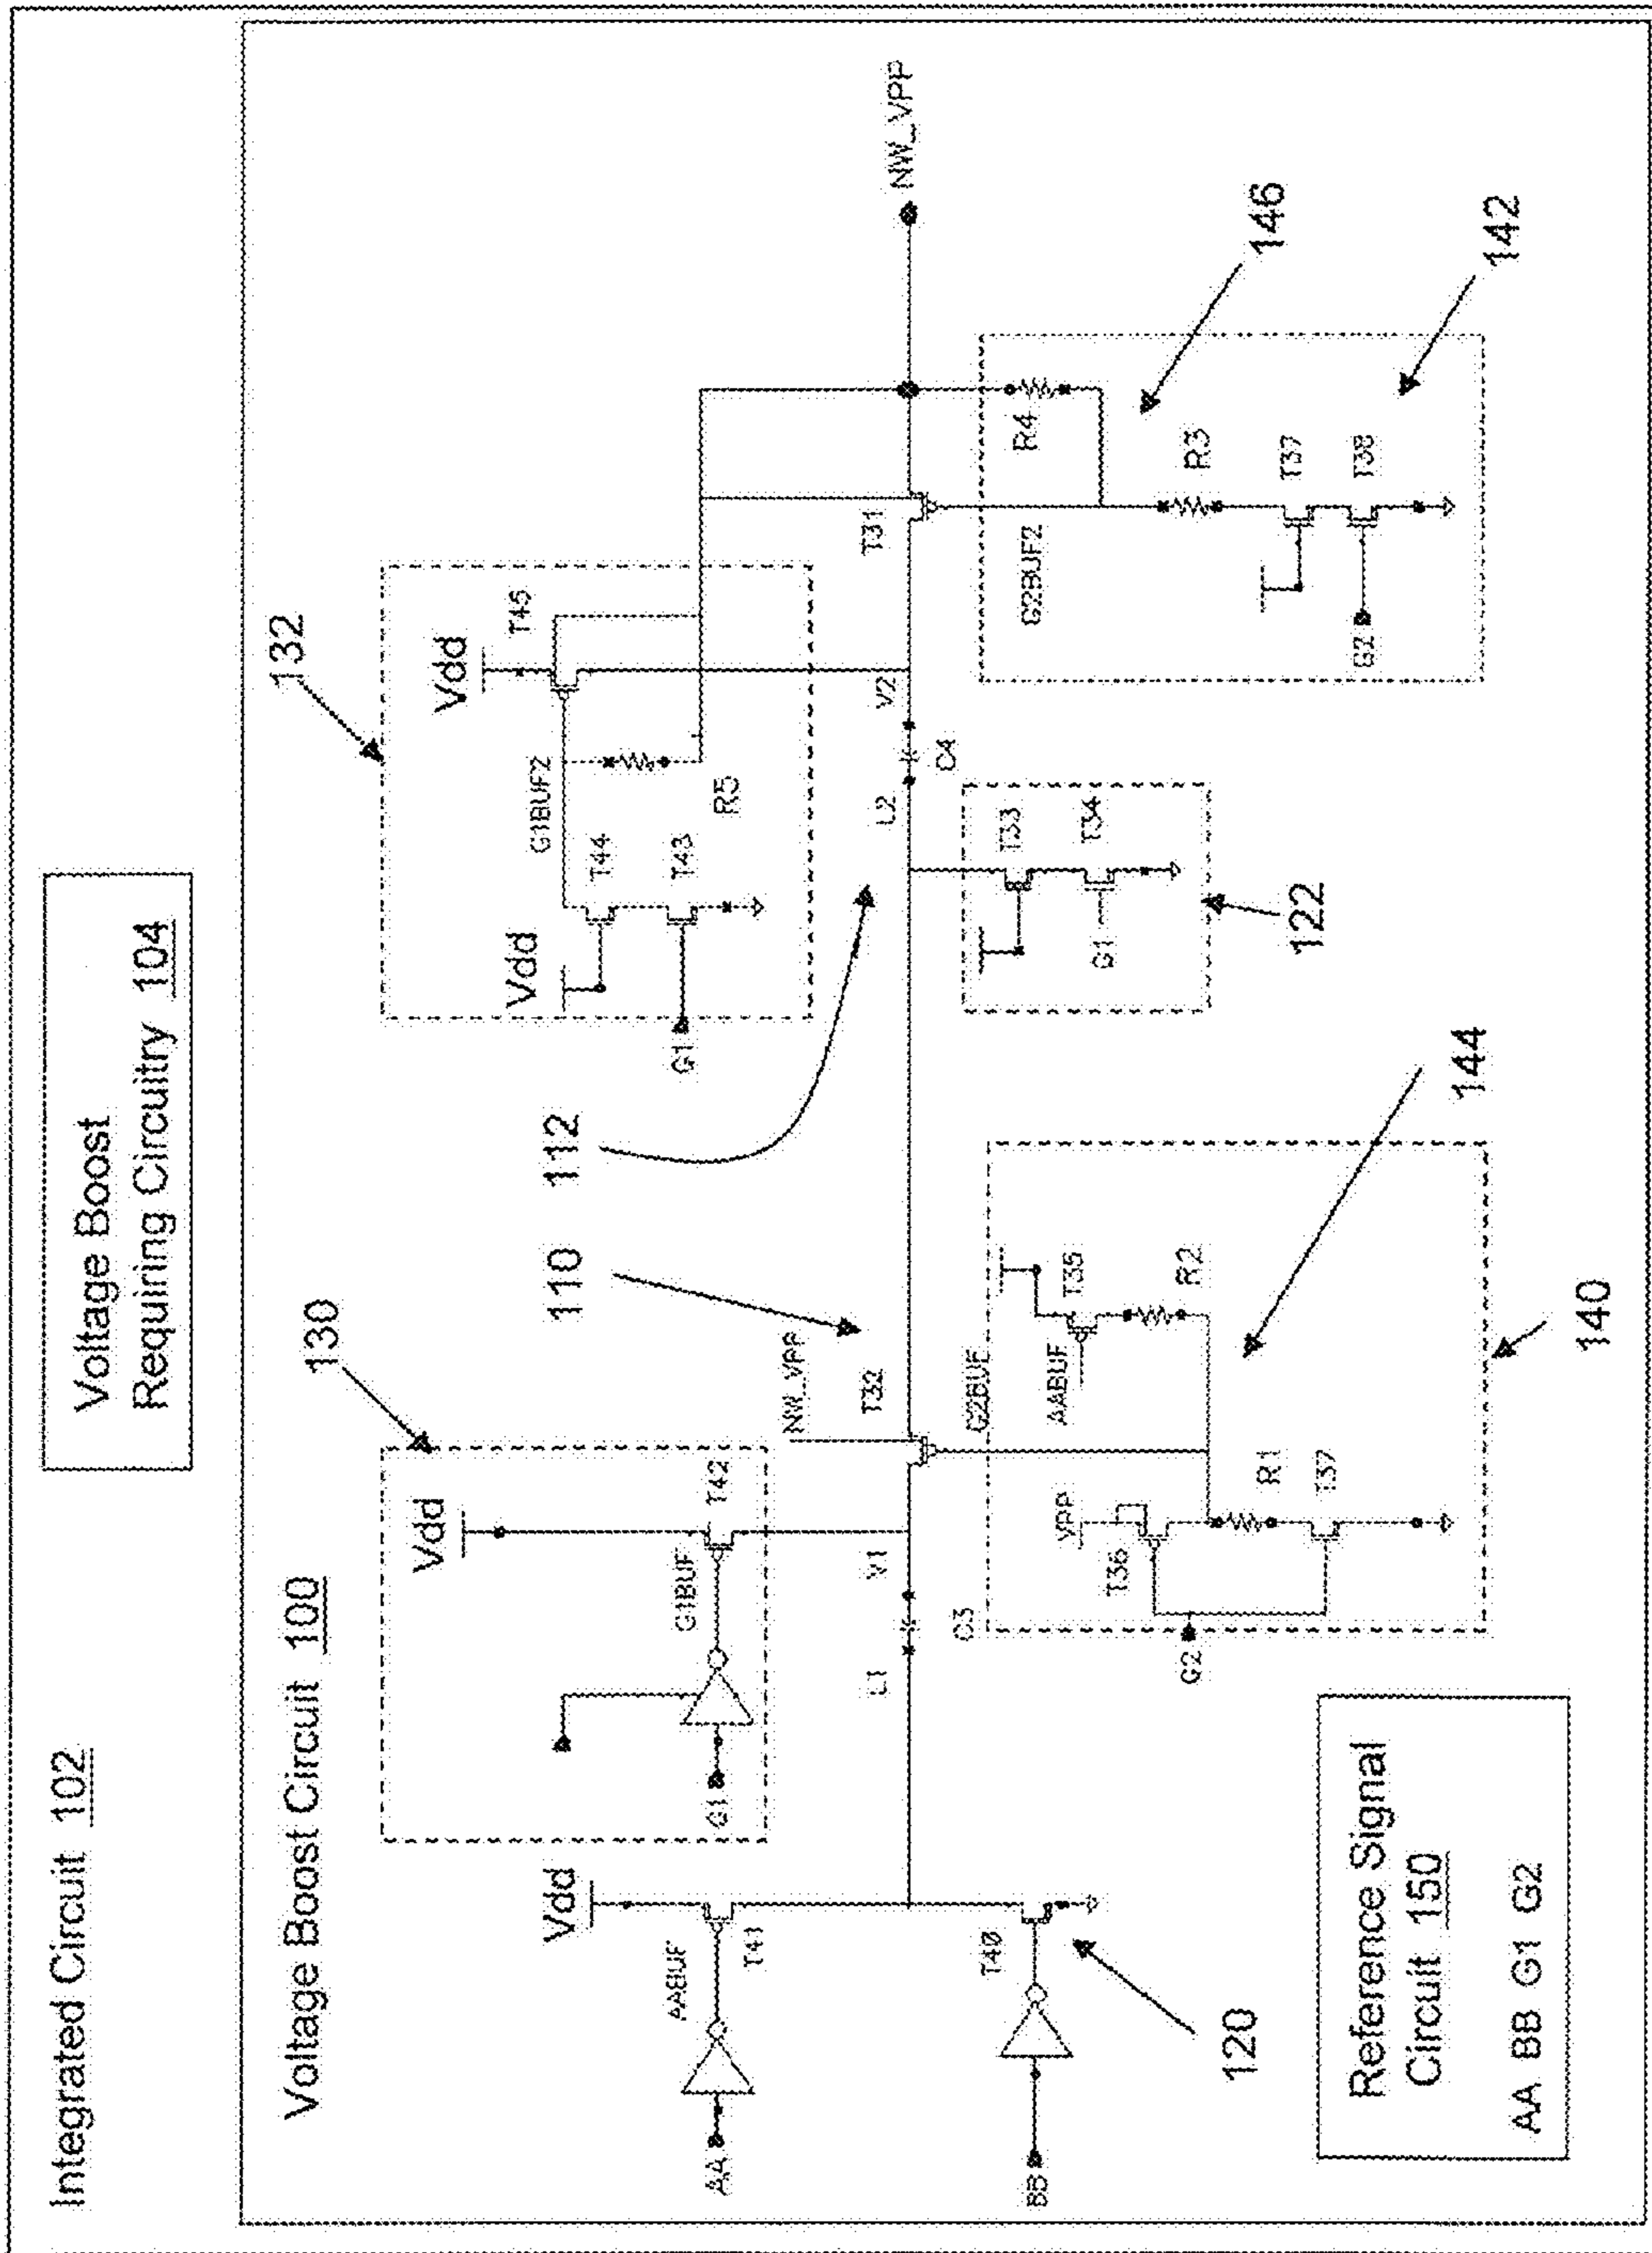 Integrated Circuit 102
Voltage Boost
Requiring Circuitry 104
Voltage Boost Circuit 100
130
132
Vdd
Vdd
Vdd
Vdd
T45
G1BUF2
T44
T43
R5
G1
AA
AABUF
T41
G1
G1BUF
T42
110
112
NW_VPP
T32
T31
NW_VPP
L1
V1
C3
L2
V2
C4
BB
T40
120
G2BUF
VPP
T36
G2
R1
T37
AABUF
T35
R2
144
140
T33
G1
T34
122
G2BUF2
R4
R3
T37
G2
T38
146
142
Reference Signal
Circuit 150
AA BB G1 G2